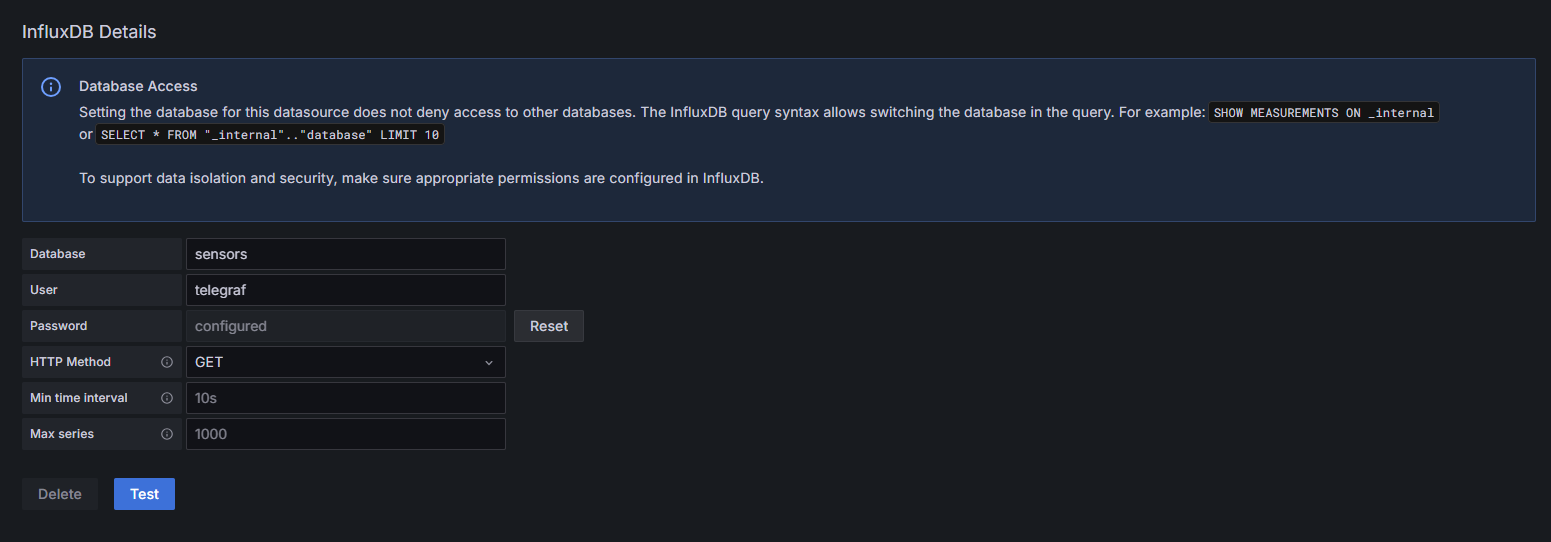 InfluxDB Details
Database Access
Setting the database for this datasource does not deny access to other databases. The InfluxDB query syntax allows switching the database in the query. For example: SHOW MEASUREMENTS ON _internal
or SELECT * FROM "_internal".."database" LIMIT 10
To support data isolation and security, make sure appropriate permissions are configured in InfluxDB.
Database sensors
User telegraf
Password configured Reset
HTTP Method GET
Min time interval 10s
Max series 1000
Delete Test